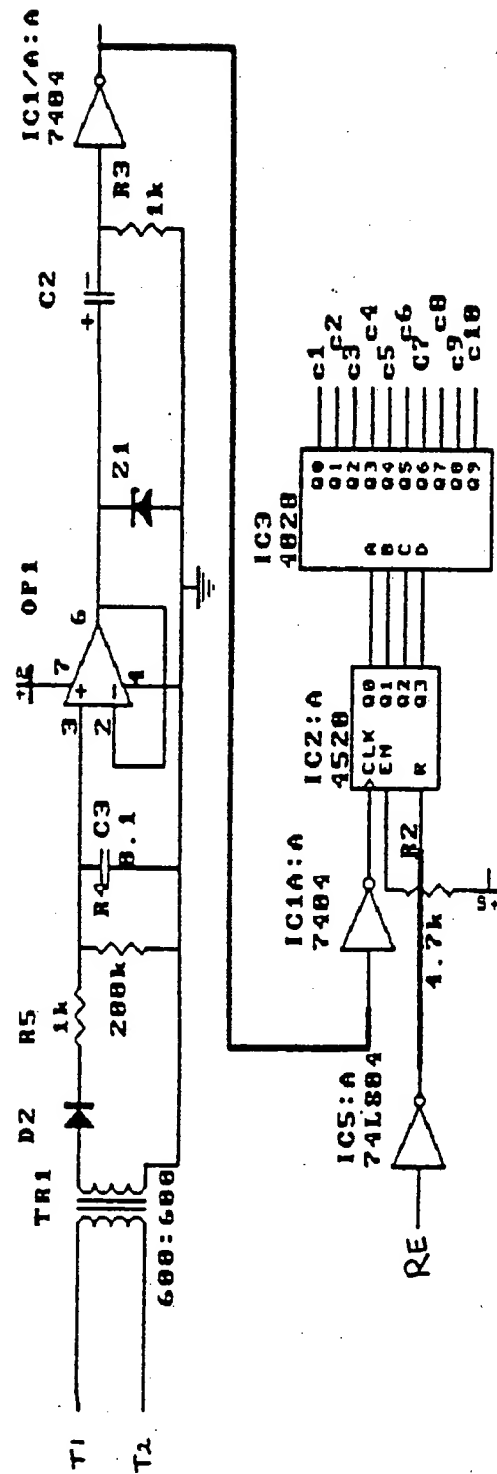 T1
T2
TR1
600:600
D2
R5
1k
R4
200k
C3
0.1
OP1
+12
3
2
7
6
4
+
-
Z1
C2
+
-
R3
1k
IC1/A:A
7404
RE
IC5:A
74LS04
IC1A:A
7404
R2
4.7k
IC2:A
4520
CLK
EN
R
Q0
Q1
Q2
Q3
IC3
4028
A
B
C
D
Q0
Q1
Q2
Q3
Q4
Q5
Q6
Q7
Q8
Q9
c1
c2
c3
c4
c5
c6
C7
c8
c9
c10